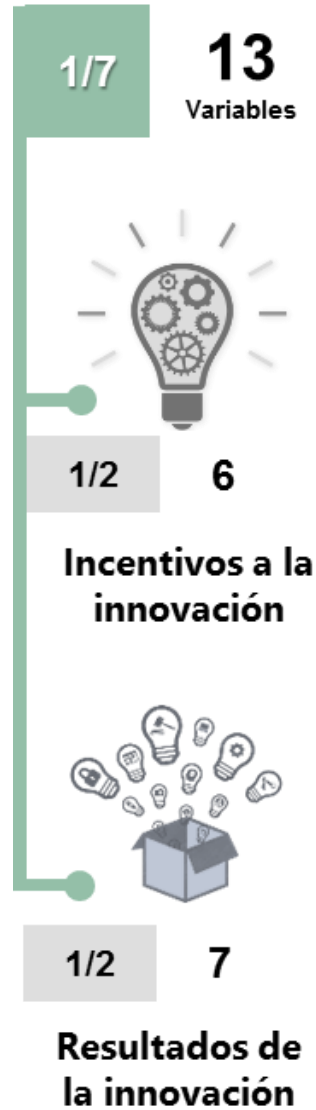 1/7
13
Variables
1/2
6
Incentivos a la
innovación
1/2
7
Resultados de
la innovación